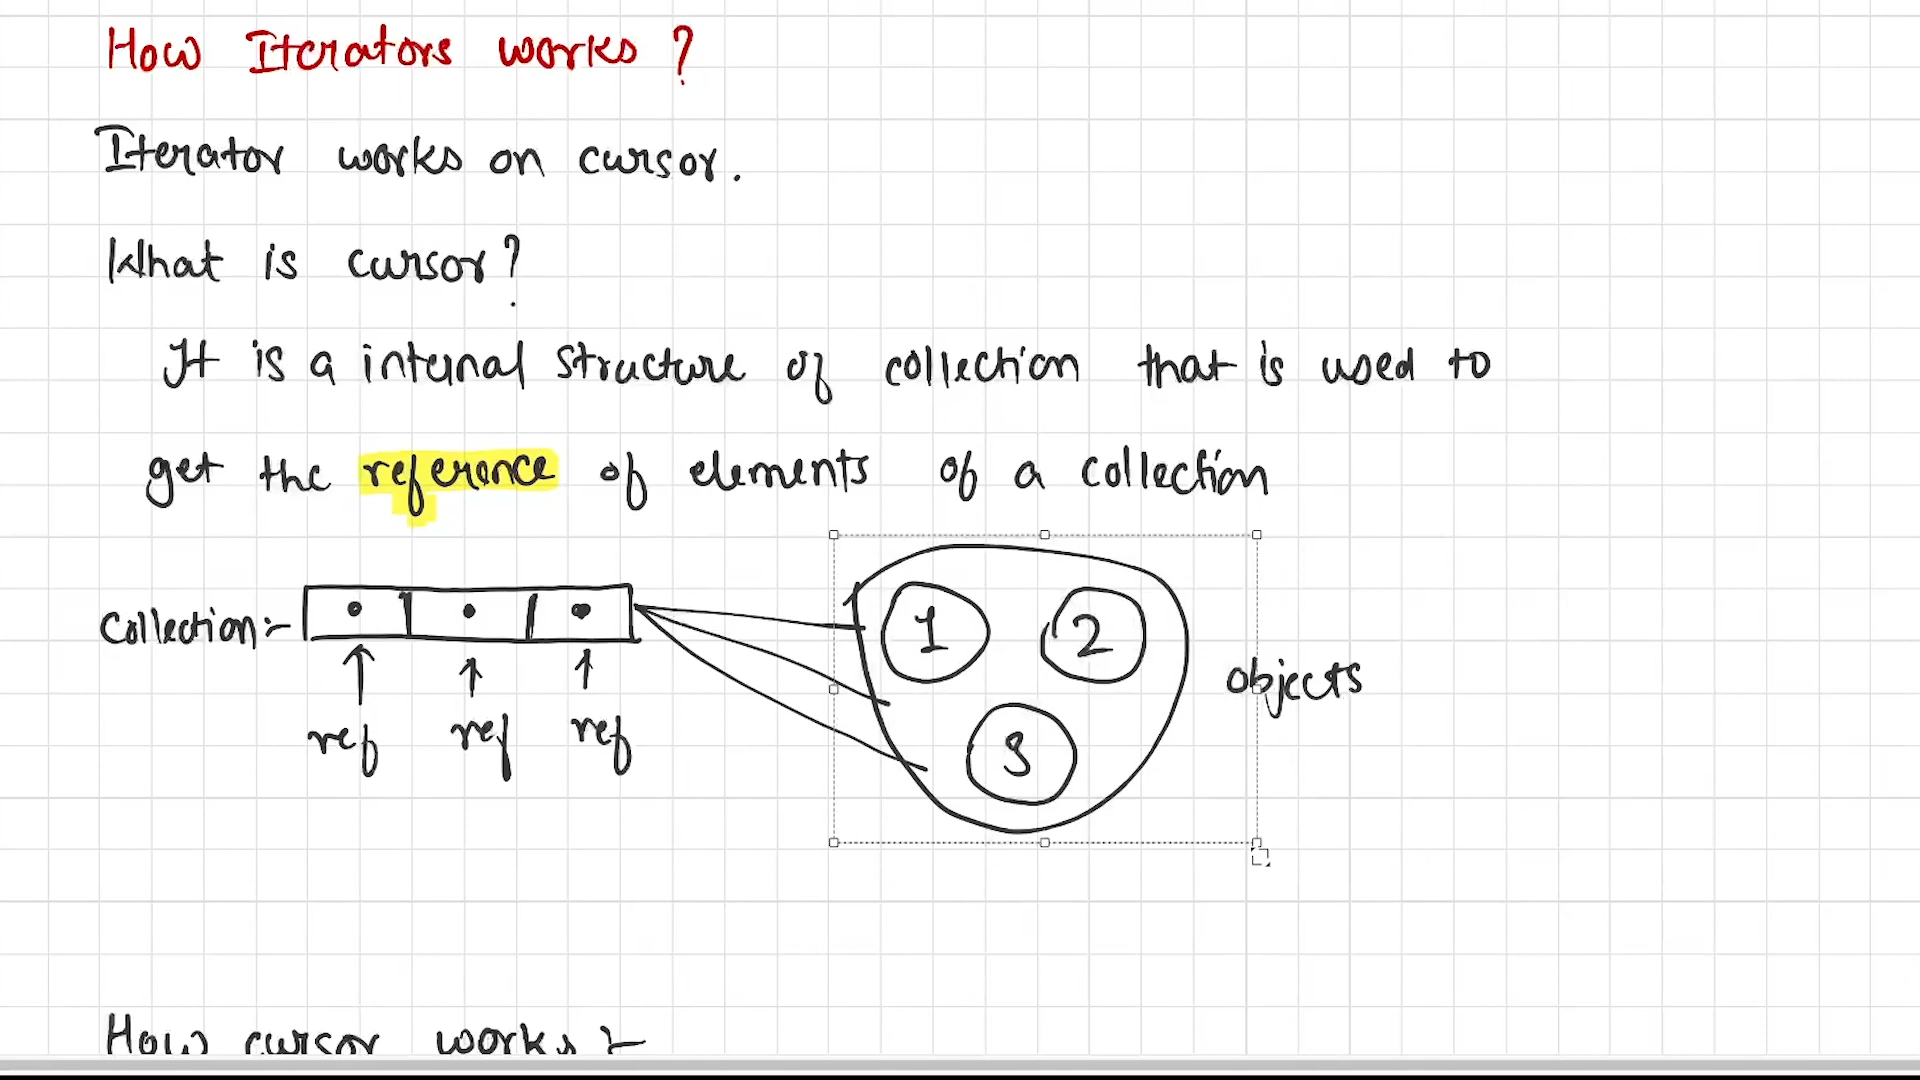 How Iterators works?
Iterator works on cursor.
What is cursor?
It is a internal structure of collection that is used to
get the reference of elements of a collection
Collection:-
1 2
3
objects
ref ref ref
How cursor works :-